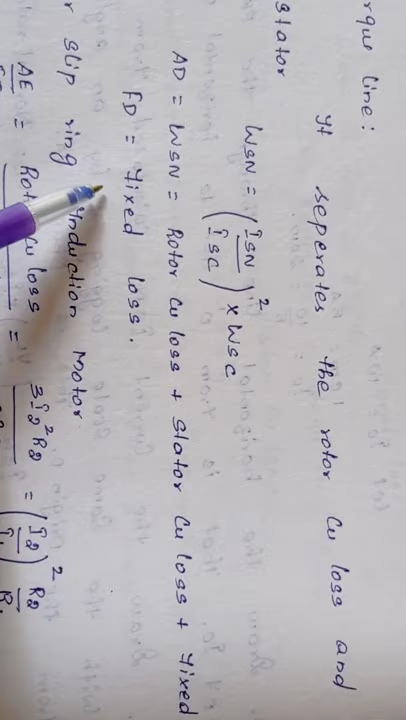 rque line:
It seperates the rotor Cu loss and
stator
WSN = (ISN/ISC)² x WSC
AD = WSN = Rotor Cu loss + Stator Cu loss + Fixed
FD = Fixed loss.
r Slip ring Induction Motor
AE = Rot Cu loss = 3I2²R2 = (I2/I1)² R2/R1